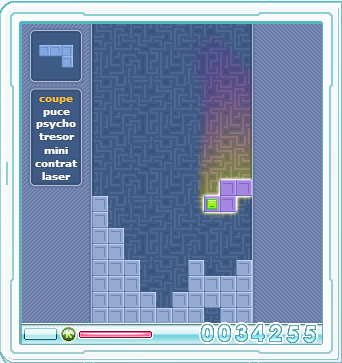 coupe
puce
psycho
tresor
mini
contrat
laser
0034255